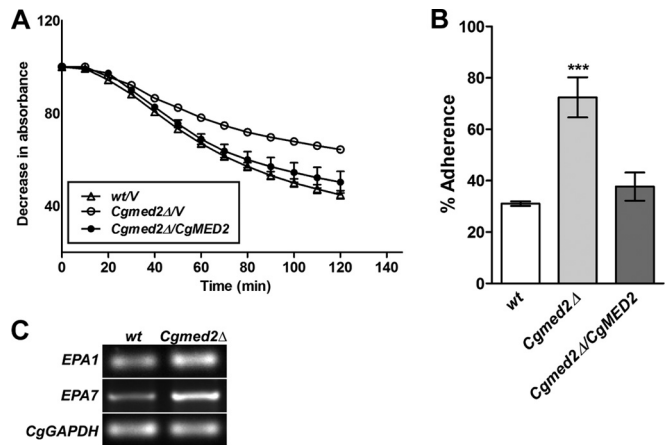 A
Decrease in absorbance
120
80
40
wt/V
Cgmed2Δ/V
Cgmed2Δ/CgMED2
0 20 40 60 80 100 120 140
Time (min)
B
% Adherence
100
80
60
40
20
0
***
wt
Cgmed2Δ
Cgmed2Δ/CgMED2
C
wt Cgmed2Δ
EPA1
EPA7
CgGAPDH